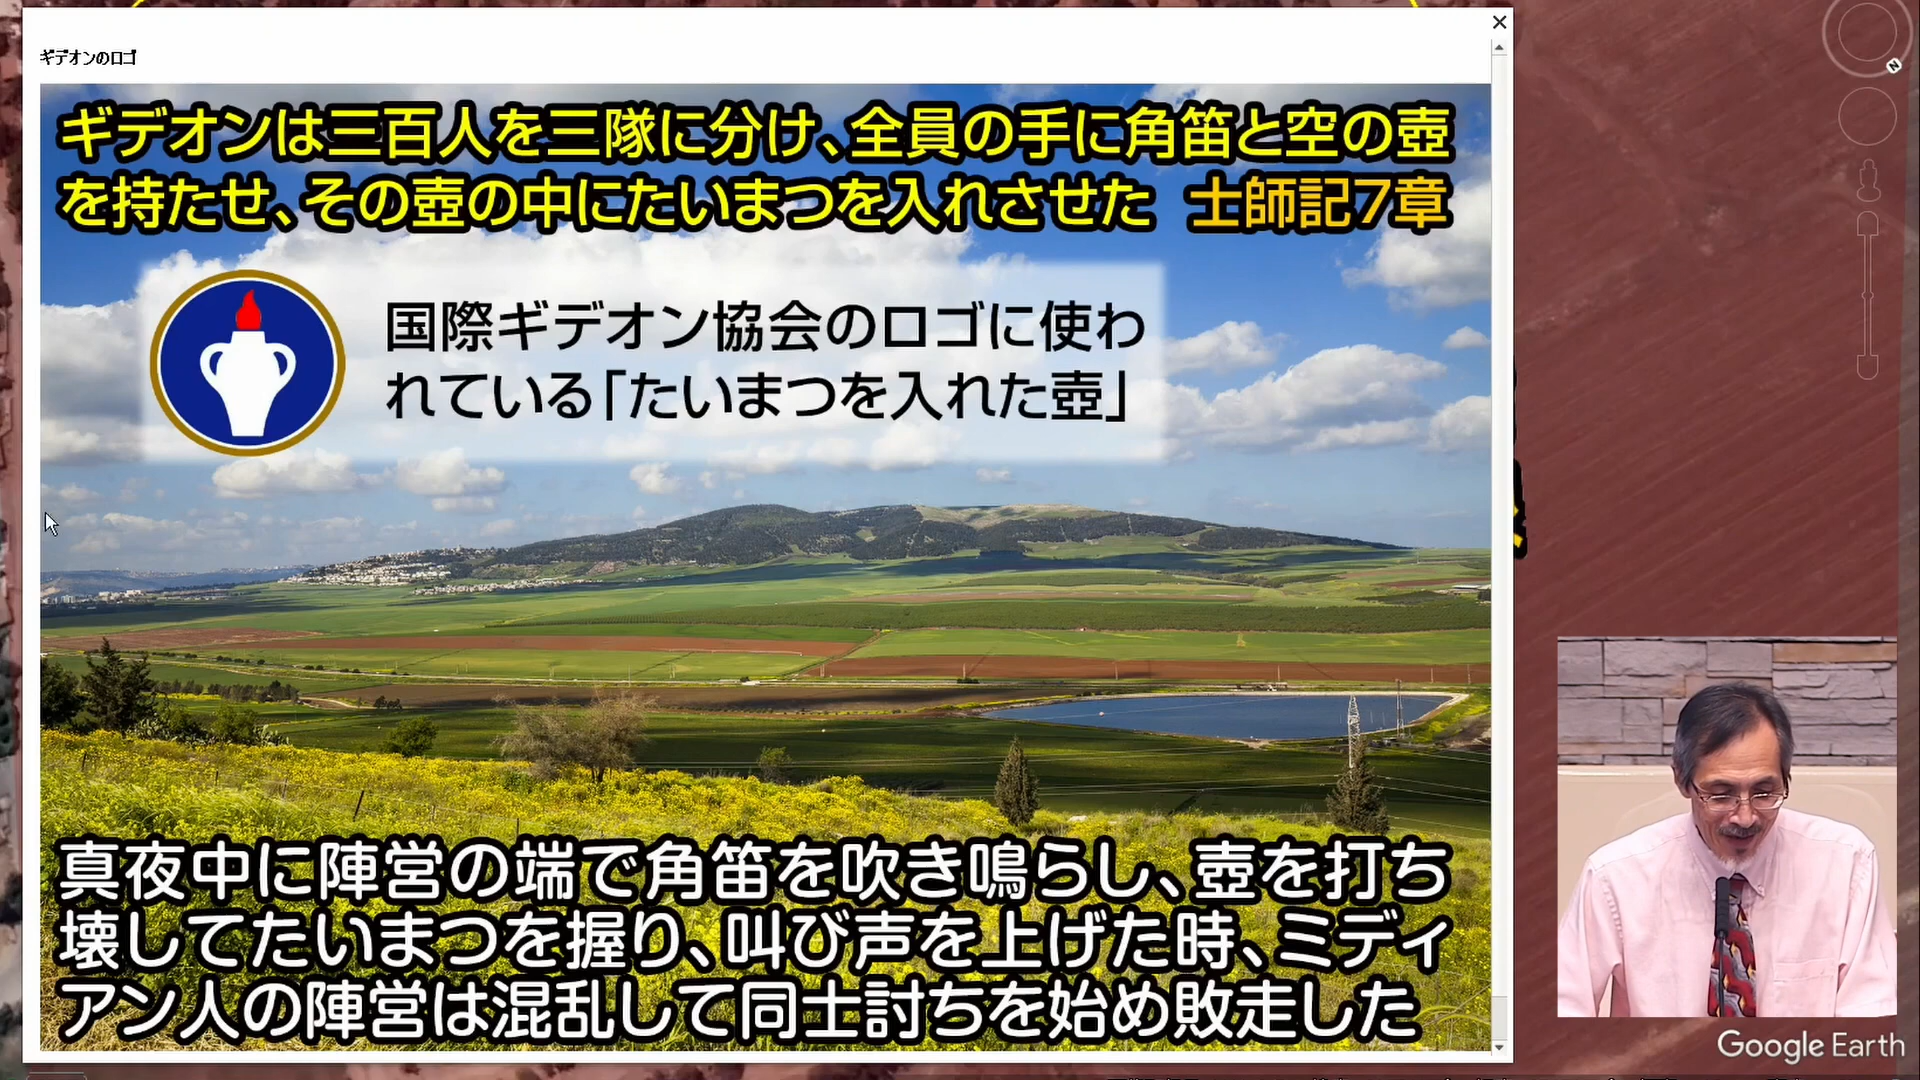 ギデオンのロゴ
ギデオンは三百人を三隊に分け、全員の手に角笛と空の壺
を持たせ、その壺の中にたいまつを入れさせた 士師記7章
国際ギデオン協会のロゴに使わ
れている「たいまつを入れた壺」
真夜中に陣営の端で角笛を吹き鳴らし、壺を打ち
壊してたいまつを握り、叫び声を上げた時、ミディ
アン人の陣営は混乱して同士討ちを始め敗走した
N
Google Earth